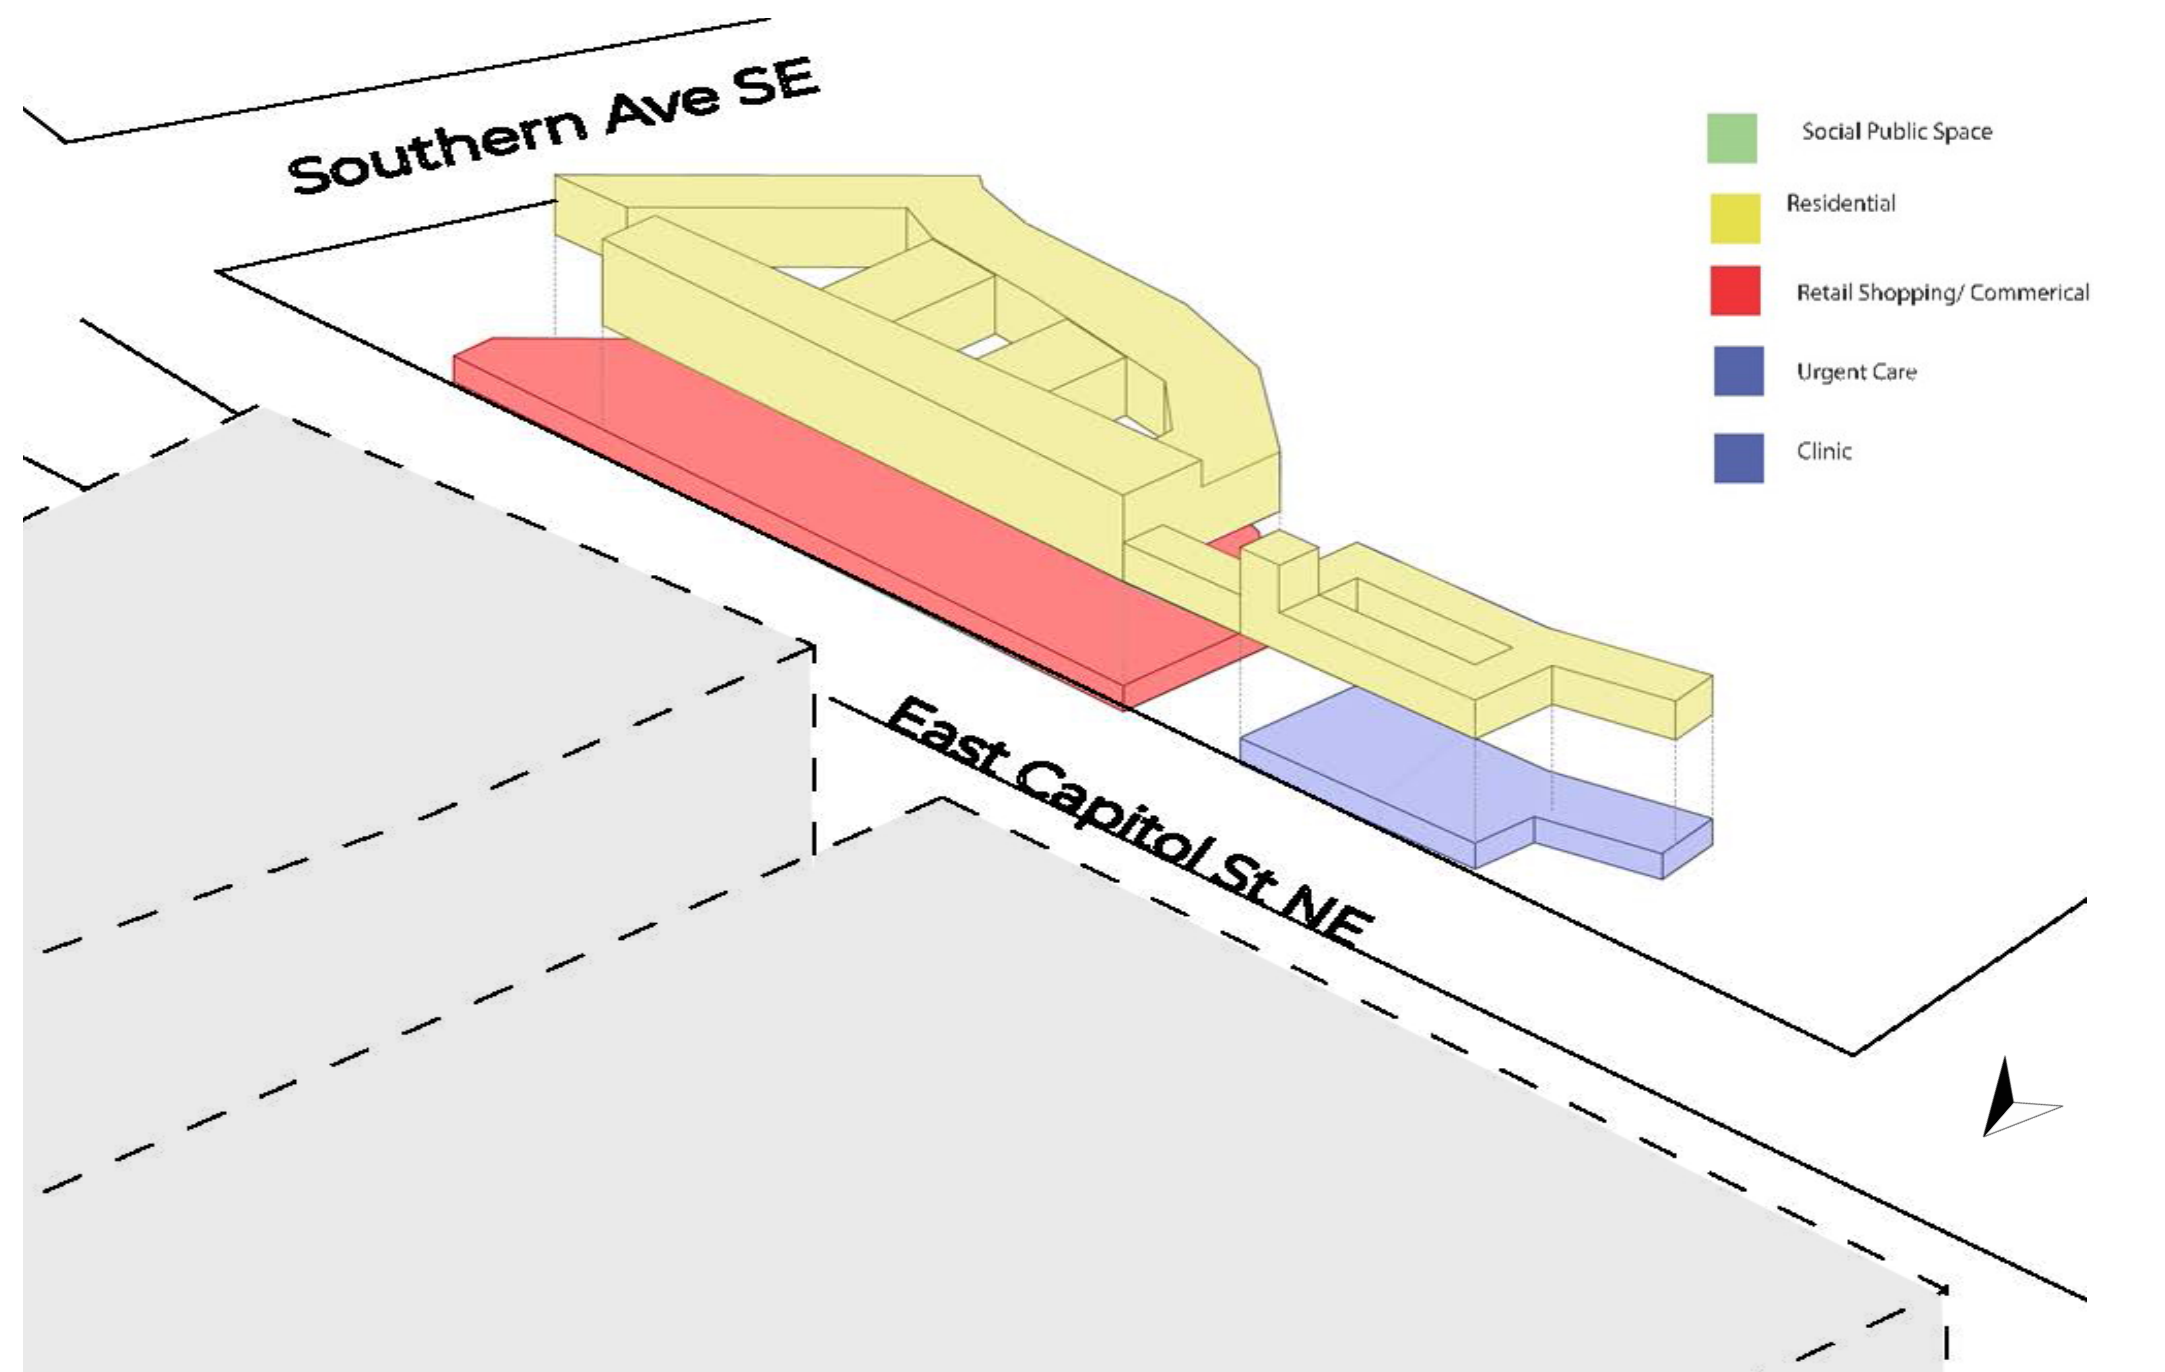 Southern Ave SE
Social Public Space
Residential
Retail Shopping/ Commerical
Urgent Care
Clinic
East Capitol St NE